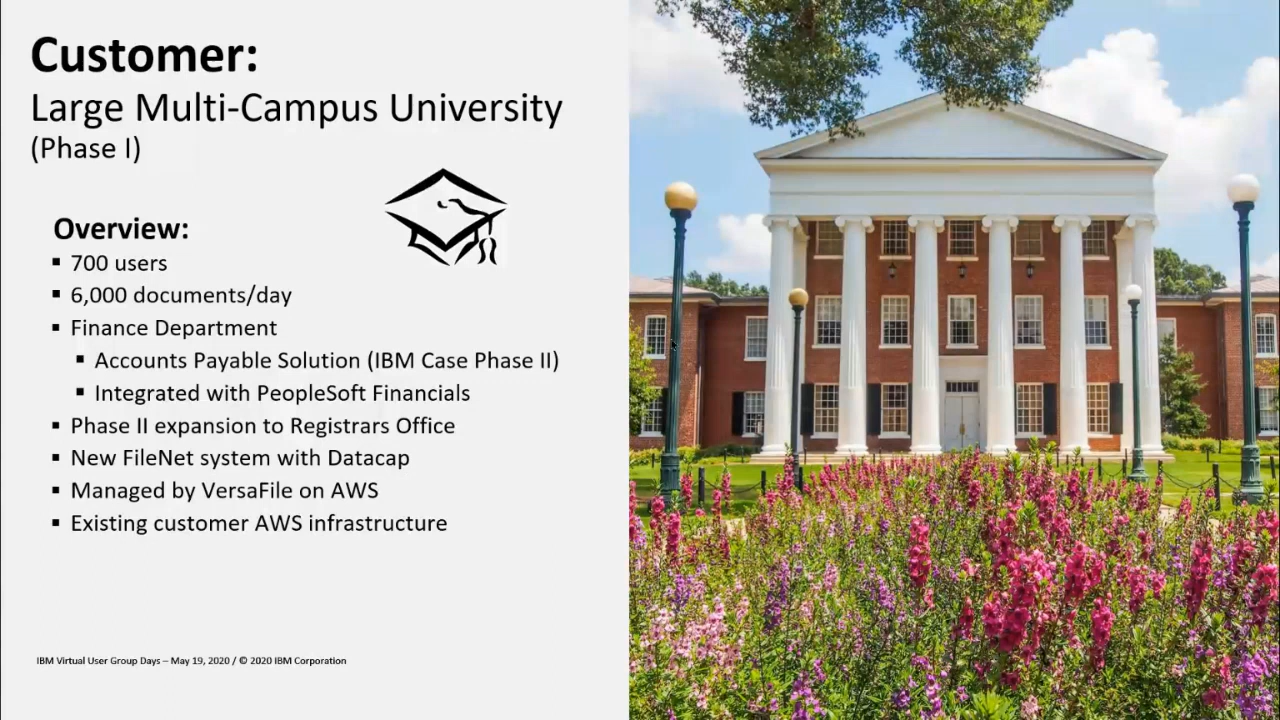 Customer:
Large Multi-Campus University
(Phase I)
Overview:
▪ 700 users
▪ 6,000 documents/day
▪ Finance Department
▪ Accounts Payable Solution (IBM Case Phase II)
▪ Integrated with PeopleSoft Financials
▪ Phase II expansion to Registrars Office
▪ New FileNet system with Datacap
▪ Managed by VersaFile on AWS
▪ Existing customer AWS infrastructure
IBM Virtual User Group Days – May 19, 2020 / © 2020 IBM Corporation